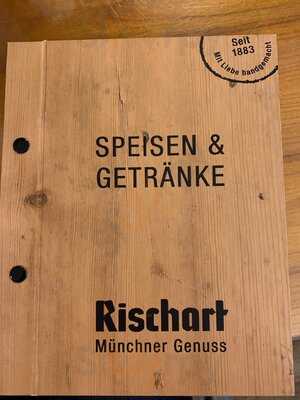 Seit
1883
Mit Liebe handgemacht
SPEISEN &
GETRÄNKE
Rischart
Münchner Genuss